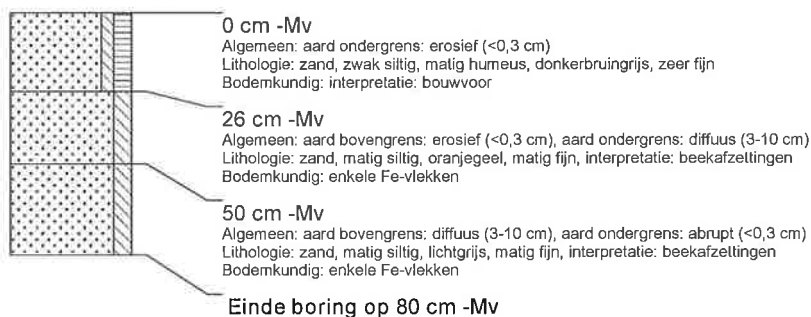 0 cm -Mv
Algemeen: aard ondergrens: erosief (<0,3 cm)
Lithologie: zand, zwak siltig, matig humeus, donkerbruingrijs, zeer fijn
Bodemkundig: interpretatie: bouwvoor
26 cm -Mv
Algemeen: aard bovengrens: erosief (<0,3 cm), aard ondergrens: diffuus (3-10 cm)
Lithologie: zand, matig siltig, oranjegeel, matig fijn, interpretatie: beekafzettingen
Bodemkundig: enkele Fe-vlekken
50 cm -Mv
Algemeen: aard bovengrens: diffuus (3-10 cm), aard ondergrens: abrupt (<0,3 cm)
Lithologie: zand, matig siltig, lichtgrijs, matig fijn, interpretatie: beekafzettingen
Bodemkundig: enkele Fe-vlekken
Einde boring op 80 cm -Mv